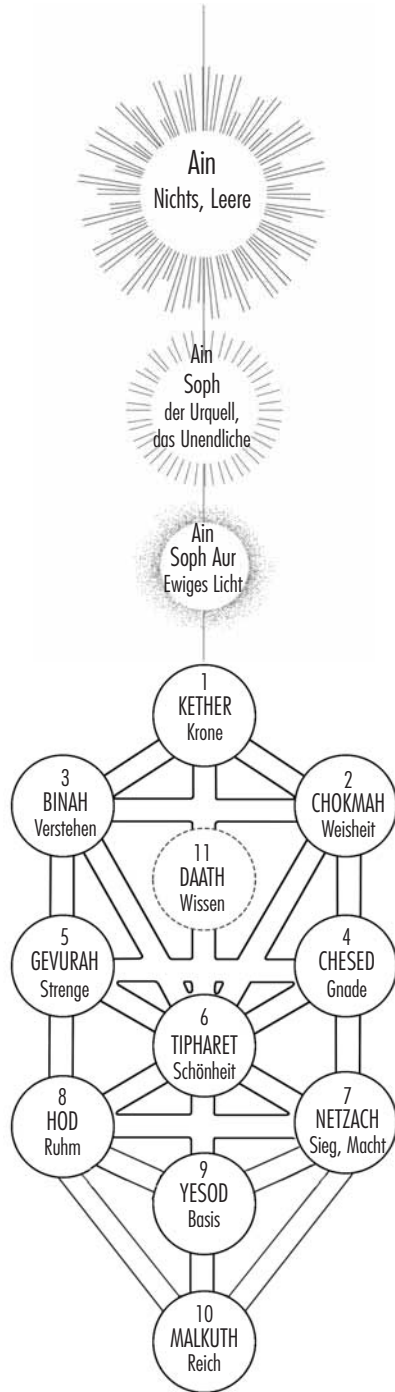 Ain
Nichts, Leere
Ain
Soph
der Urquell,
das Unendliche
Ain
Soph Aur
Ewiges Licht
1
KETHER
Krone
3
BINAH
Verstehen
2
CHOKMAH
Weisheit
11
DAATH
Wissen
5
GEVURAH
Strenge
4
CHESED
Gnade
6
TIPHARET
Schönheit
8
HOD
Ruhm
7
NETZACH
Sieg, Macht
9
YESOD
Basis
10
MALKUTH
Reich